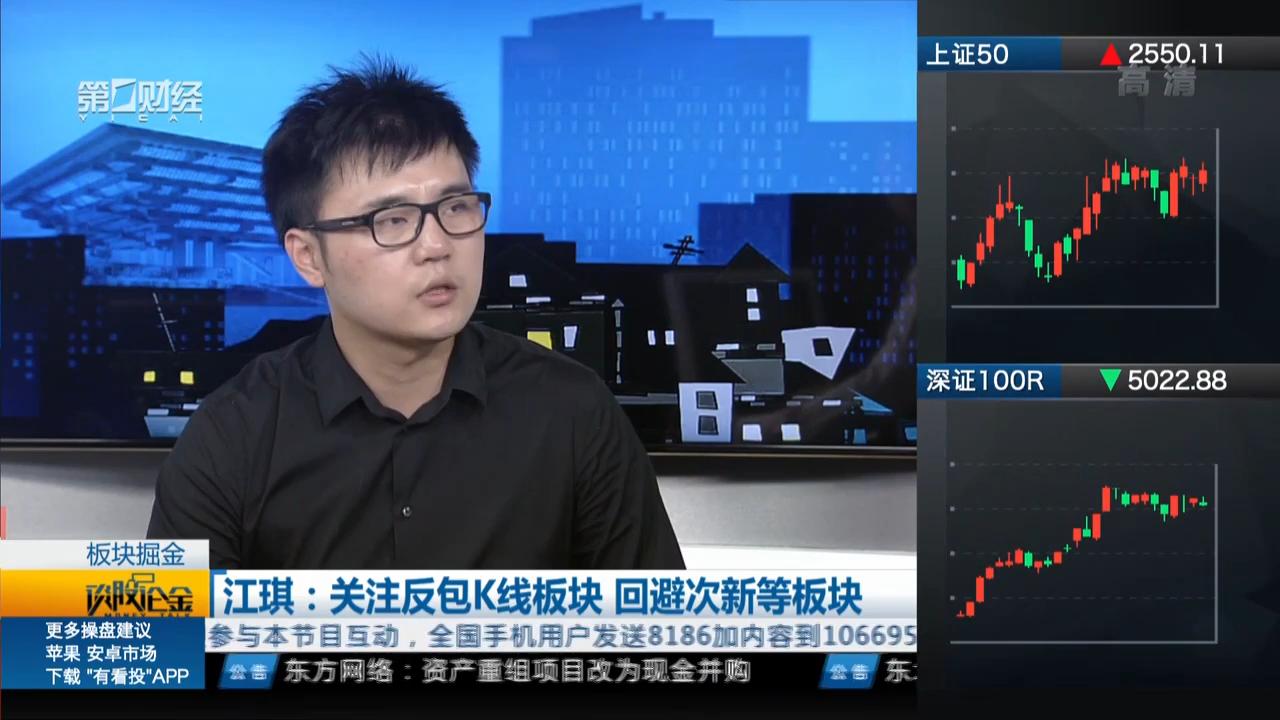 第一财经
YICAI
上证50 ▲ 2550.11
高清
深证100R ▼ 5022.88
板块掘金
谈股论金
MONEY TALK
江琪：关注反包K线板块 回避次新等板块
参与本节目互动，全国手机用户发送8186加内容到106695
更多操盘建议
苹果 安卓市场
下载 "有看投"APP
公告 东方网络：资产重组项目改为现金并购 公告 东